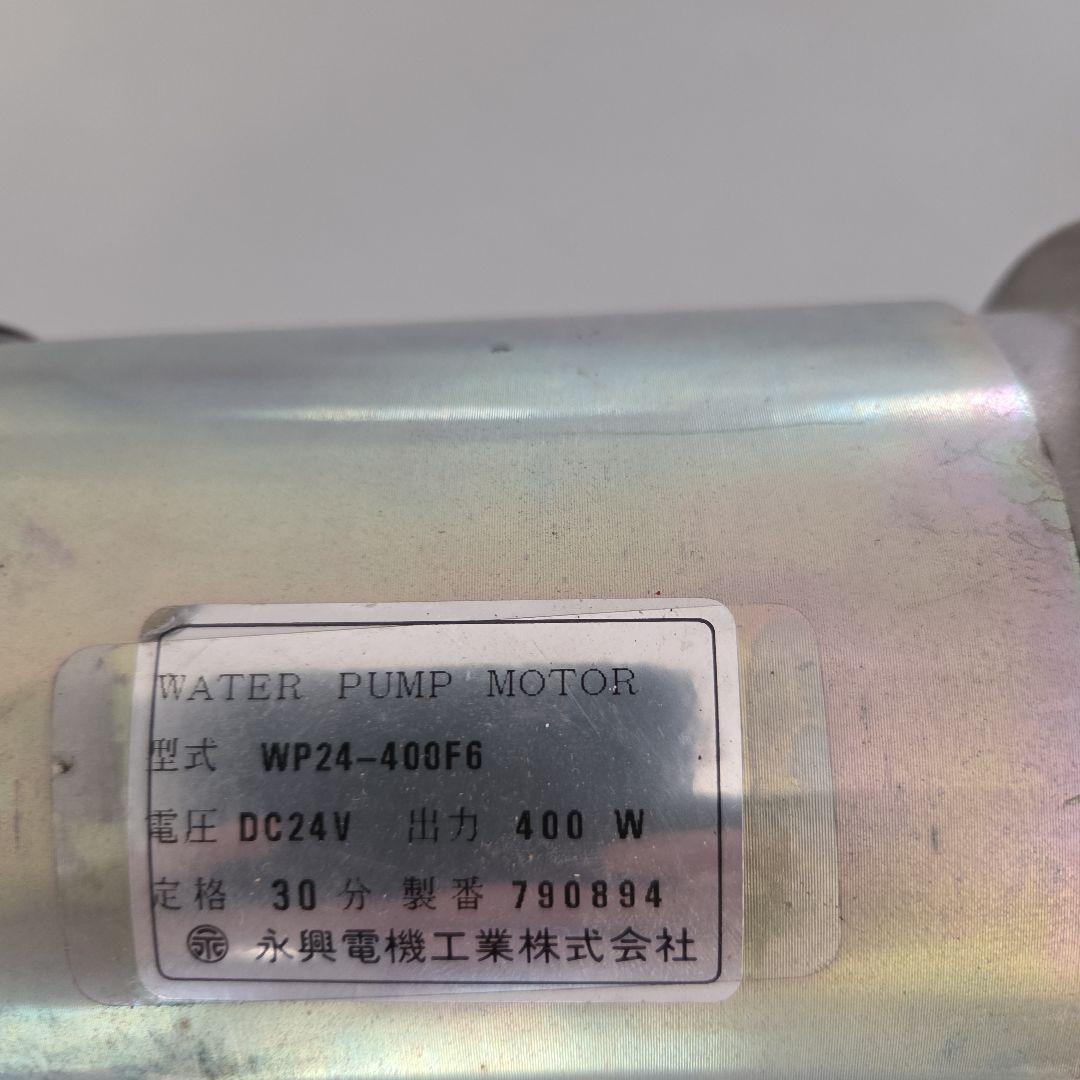 WATER PUMP MOTOR
型式 WP24-400F6
電圧 DC24V 出力 400 W
定格 30 分 製番 790894
永興電機工業株式会社